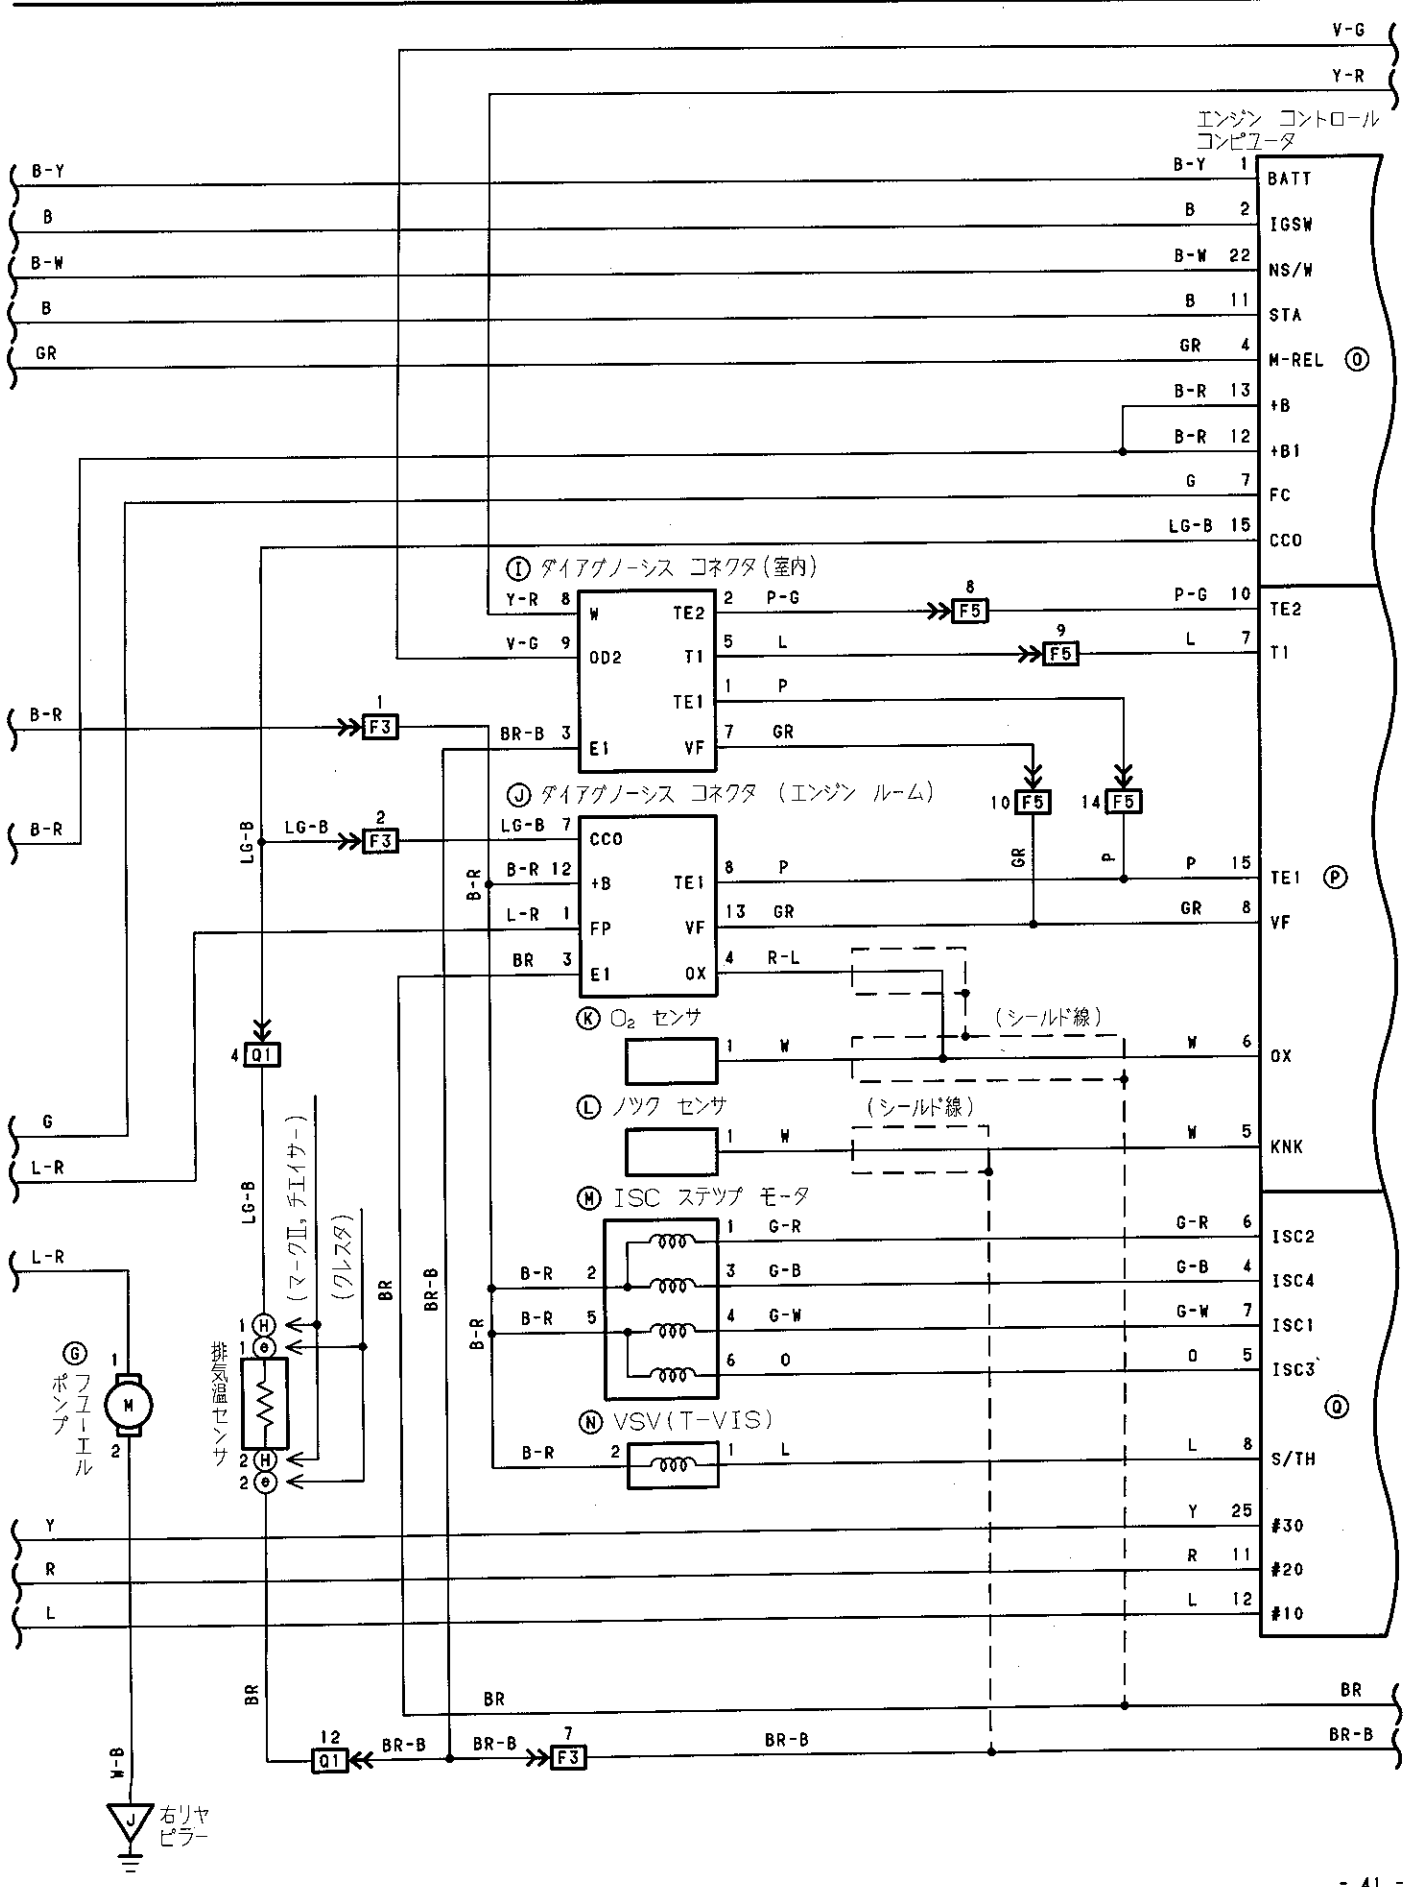 V-G
Y-R
エンジン コントロール
コンピュータ
B-Y
B-Y 1 BATT
B
B 2 IGSW
B-W
B-W 22 NS/W
B
B 11 STA
GR
GR 4 M-REL O
B-R 13 +B
B-R 12 +B1
G 7 FC
LG-B 15 CCO
I ダイアグノーシス コネクタ(室内)
Y-R 8 W TE2 2 P-G 8 F5 P-G 10 TE2
V-G 9 OD2 T1 5 L 9 F5 L 7 T1
TE1 1 P
B-R 1 F3
BR-B 3 E1 VF 7 GR
10 F5 14 F5
J ダイアグノーシス コネクタ (エンジン ルーム)
B-R
LG-B
LG-B 2 F3 LG-B 7 CCO
GR
P
B-R
B-R 12 +B TE1 8 P P 15 TE1 P
L-R 1 FP VF 13 GR GR 8 VF
BR 3 E1 OX 4 R-L
K O₂ センサ
(シールド線)
4 Q1
1 W W 6 OX
L ノツク センサ
(シールド線)
G
1 W W 5 KNK
L-R
LG-B
(マークII, チエイサー)
(クレスタ)
M ISC ステツプ モータ
1 G-R G-R 6 ISC2
L-R
BR
BR-B
B-R 2 3 G-B G-B 4 ISC4
B-R
B-R 5 4 G-W G-W 7 ISC1
6 O O 5 ISC3
1 H
1 e
排気温センサ
2 H
2 e
G フユーエル
ポンプ
1
M
2
Q
N VSV(T-VIS)
B-R 2 1 L L 8 S/TH
Y
Y 25 #30
R
R 11 #20
L
L 12 #10
BR
BR
BR
12 Q1 BR-B BR-B 7 F3 BR-B BR-B
W-B
J
右リヤ
ピラー
- 41 -